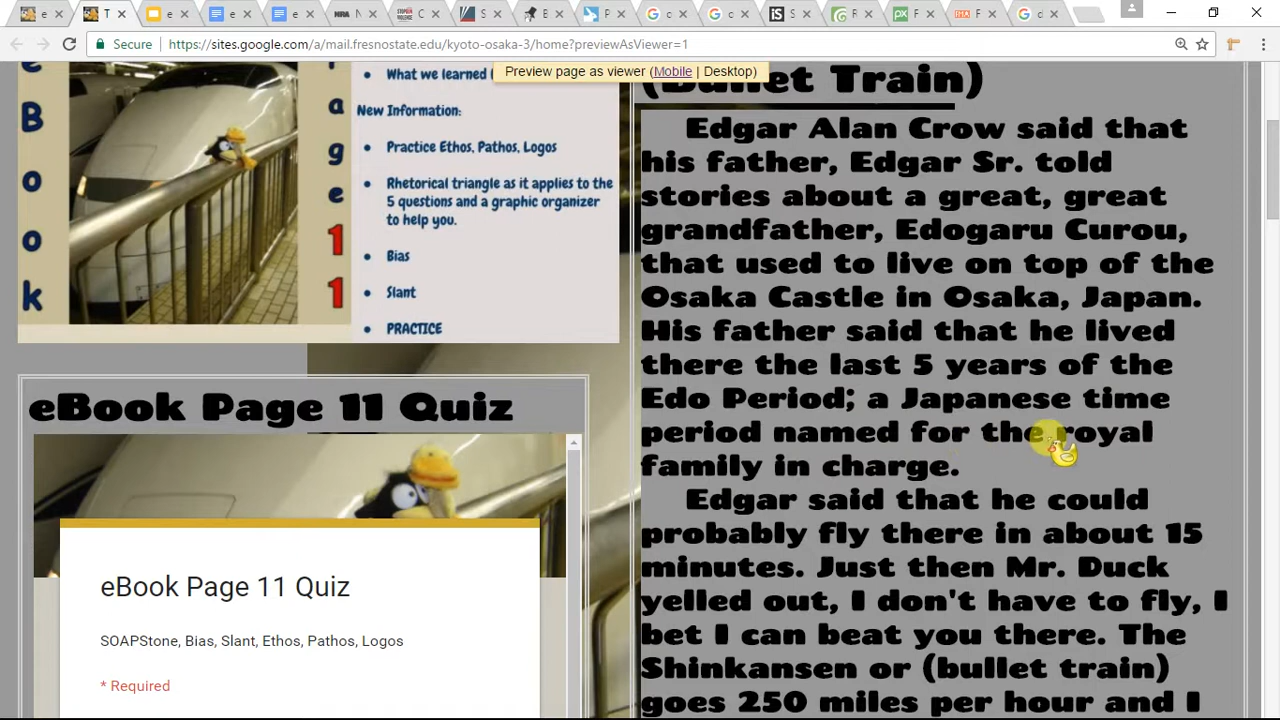 Secure
https://sites.google.com/a/mail.fresnostate.edu/kyoto-osaka-3/home?previewAsViewer=1
Preview page as viewer (Mobile | Desktop)
e
B
o
o
k
a
g
e
1
1
What we learned
New Information:
Practice Ethos, Pathos, Logos
Rhetorical triangle as it applies to the
5 questions and a graphic organizer
to help you.
Bias
Slant
PRACTICE
eBook Page 11 Quiz
eBook Page 11 Quiz
SOAPStone, Bias, Slant, Ethos, Pathos, Logos
* Required
(Bullet Train)
Edgar Alan Crow said that
his father, Edgar Sr. told
stories about a great, great
grandfather, Edogaru Curou,
that used to live on top of the
Osaka Castle in Osaka, Japan.
His father said that he lived
there the last 5 years of the
Edo Period; a Japanese time
period named for the royal
family in charge.
Edgar said that he could
probably fly there in about 15
minutes. Just then Mr. Duck
yelled out, I don't have to fly, I
bet I can beat you there. The
Shinkansen or (bullet train)
goes 250 miles per hour and I